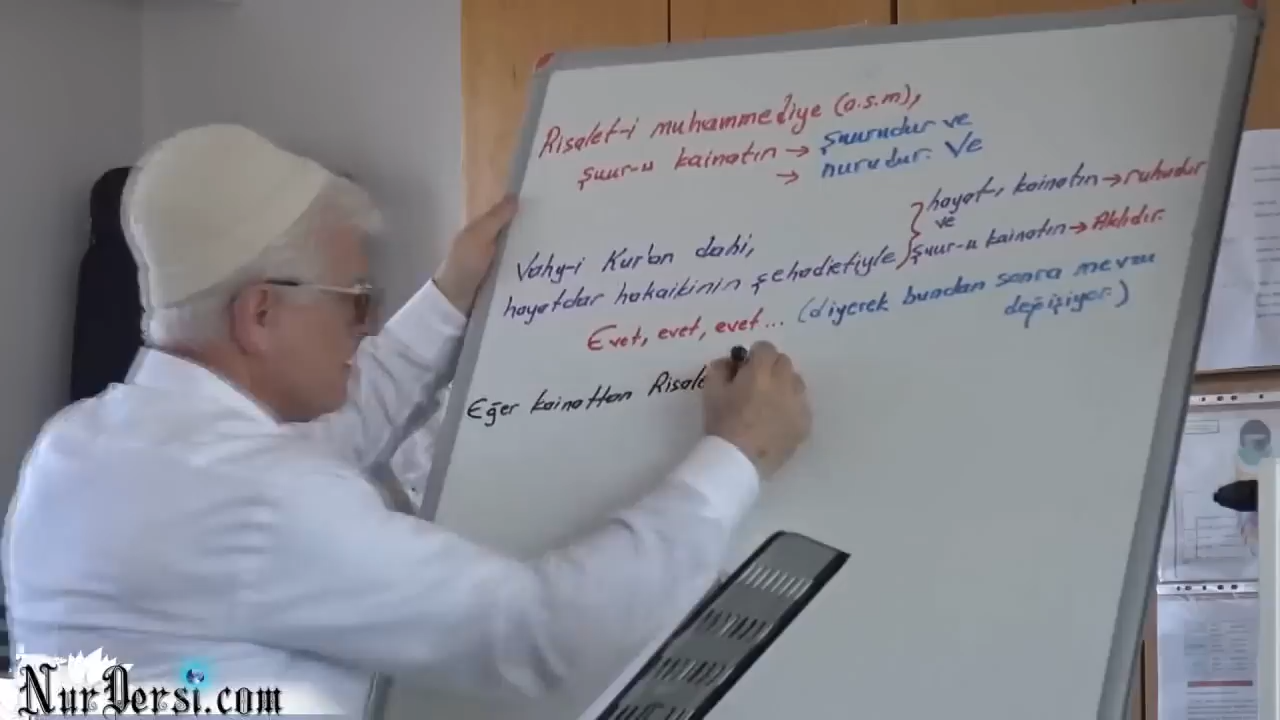 Risalet-i muhammediye (a.s.m),
şuur-u kainatın → şuurudur ve
→ nurudur. Ve
Vahy-i Kur'an dahi,
hayatdar hakaikinin şehadetiyle
hayat-ı kainatın → ruhudur
ve
şuur-u kainatın → Aklıdır.
Evet, evet, evet... (diyerek bundan sonra mevzu
değişiyor.)
Eğer kainattan Risale
NurDersi.com